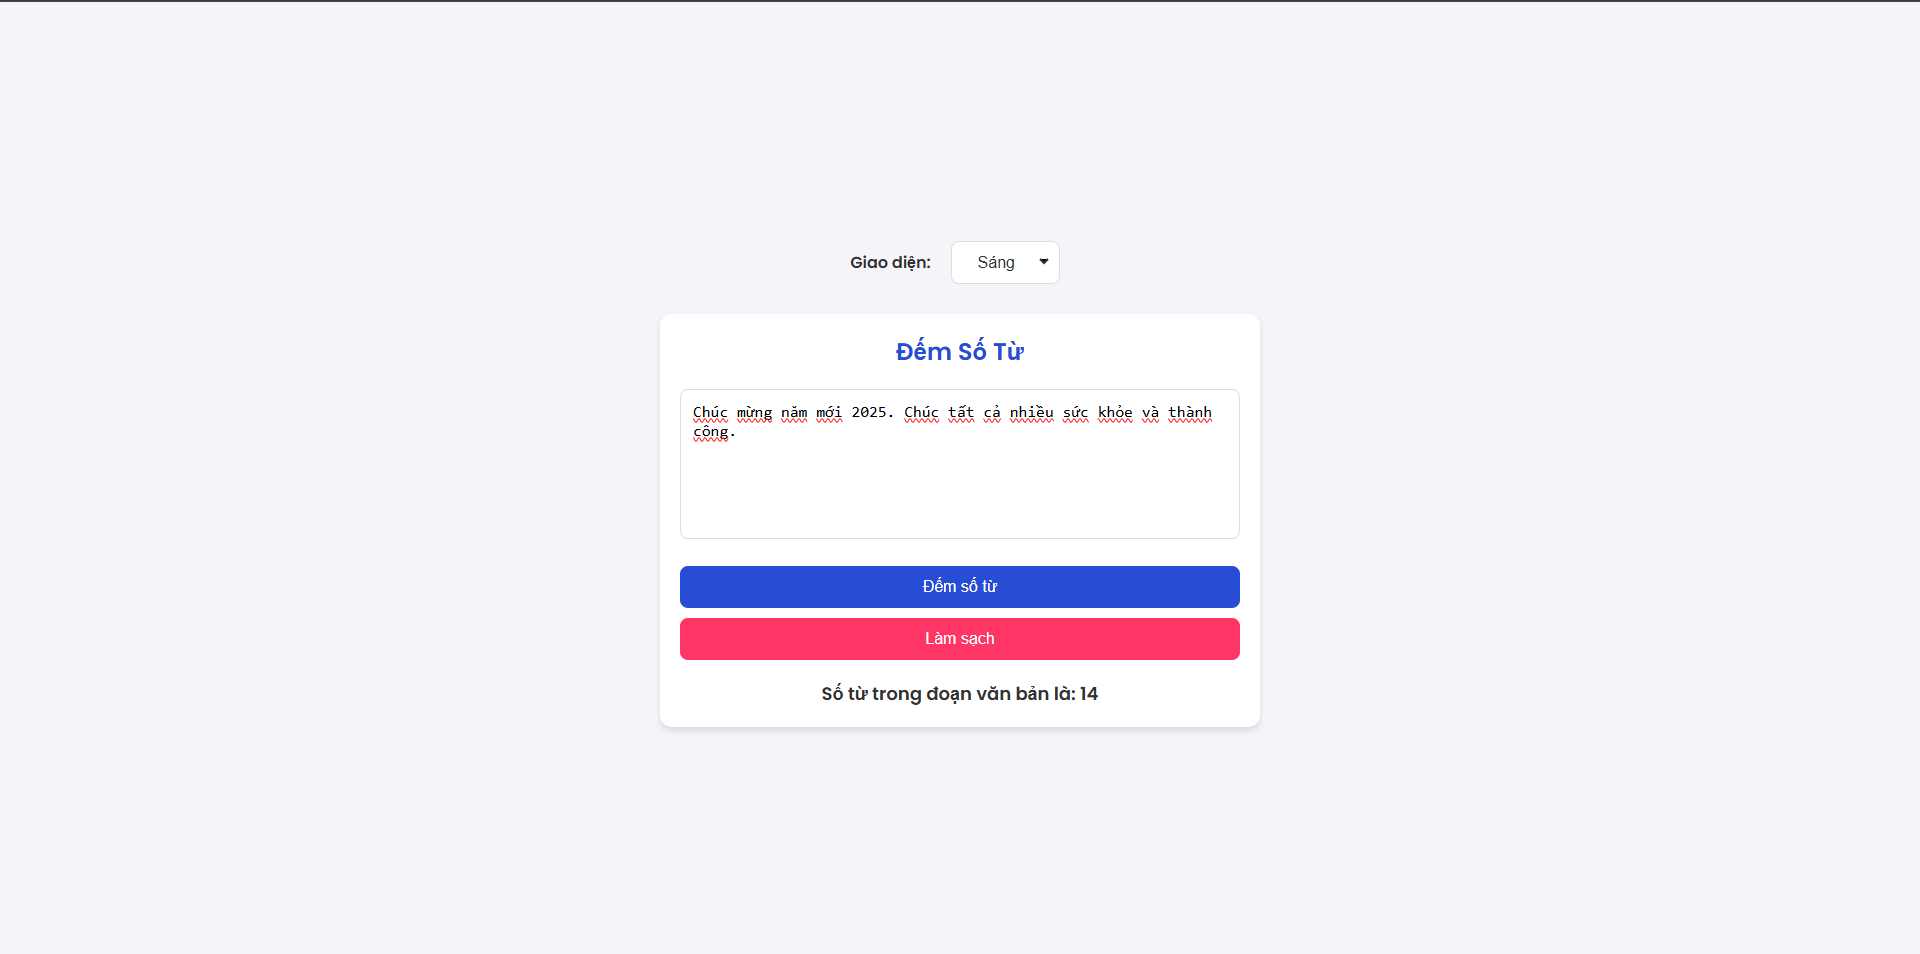 Giao diện: Sáng
Đếm Số Từ
Chúc mừng năm mới 2025. Chúc tất cả nhiều sức khỏe và thành
công.
Đếm số từ
Làm sạch
Số từ trong đoạn văn bản là: 14